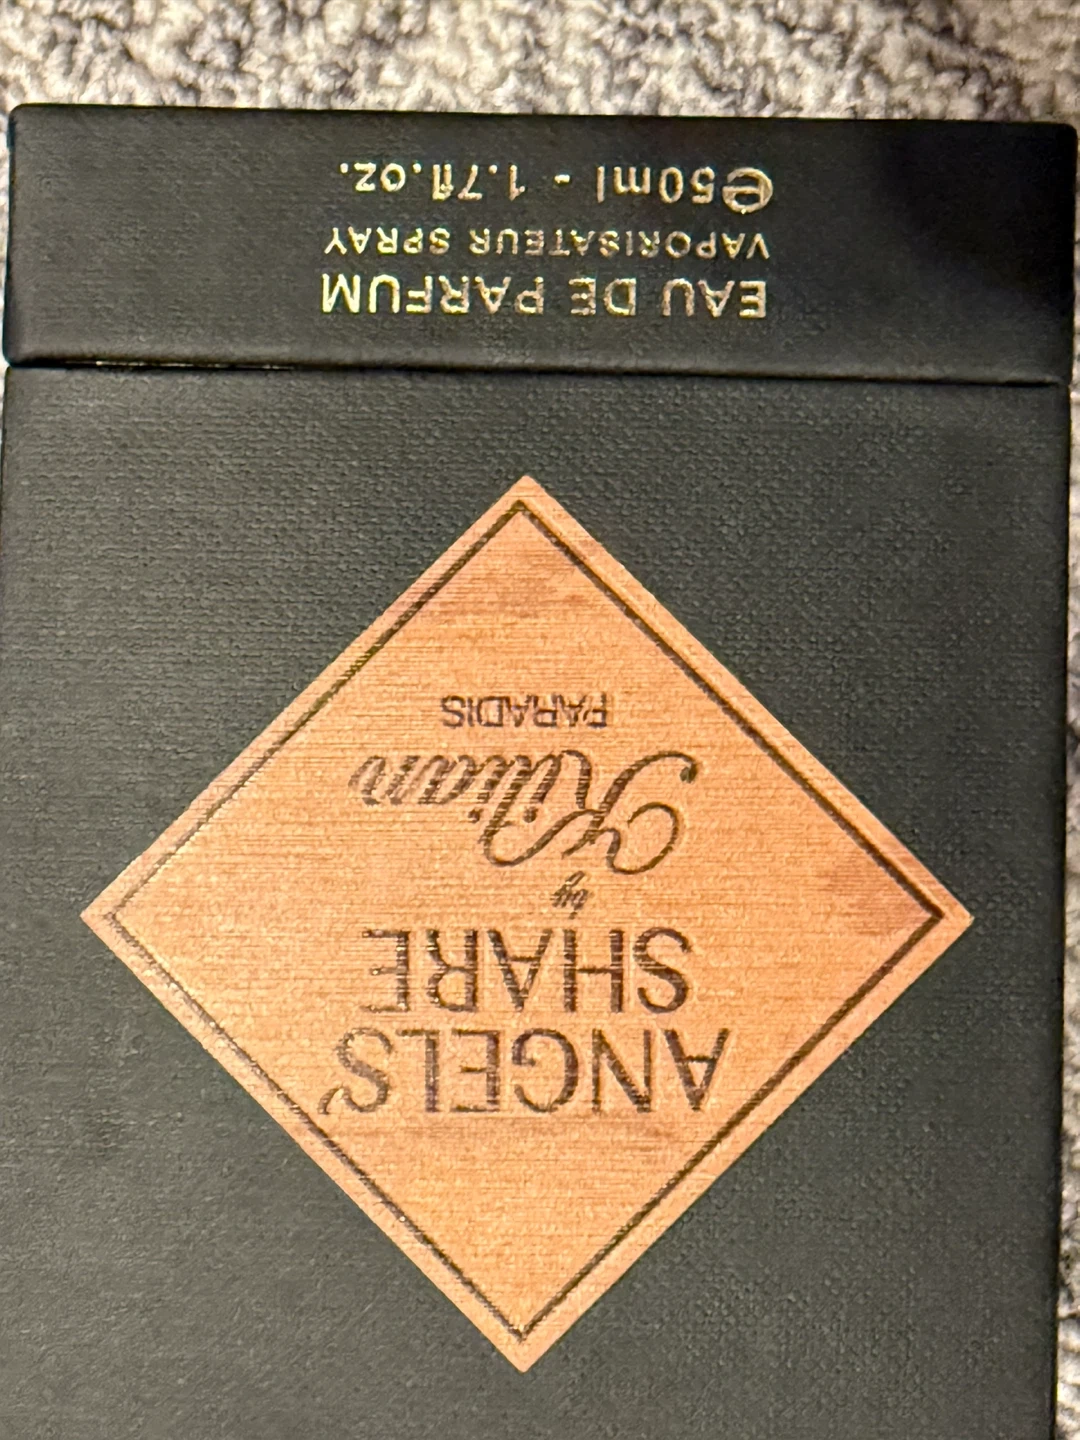 ANGELS'
SHARE
by
Kilian
PARADIS
EAU DE PARFUM
VAPORISATEUR SPRAY
℮50ml - 1.7fl.oz.